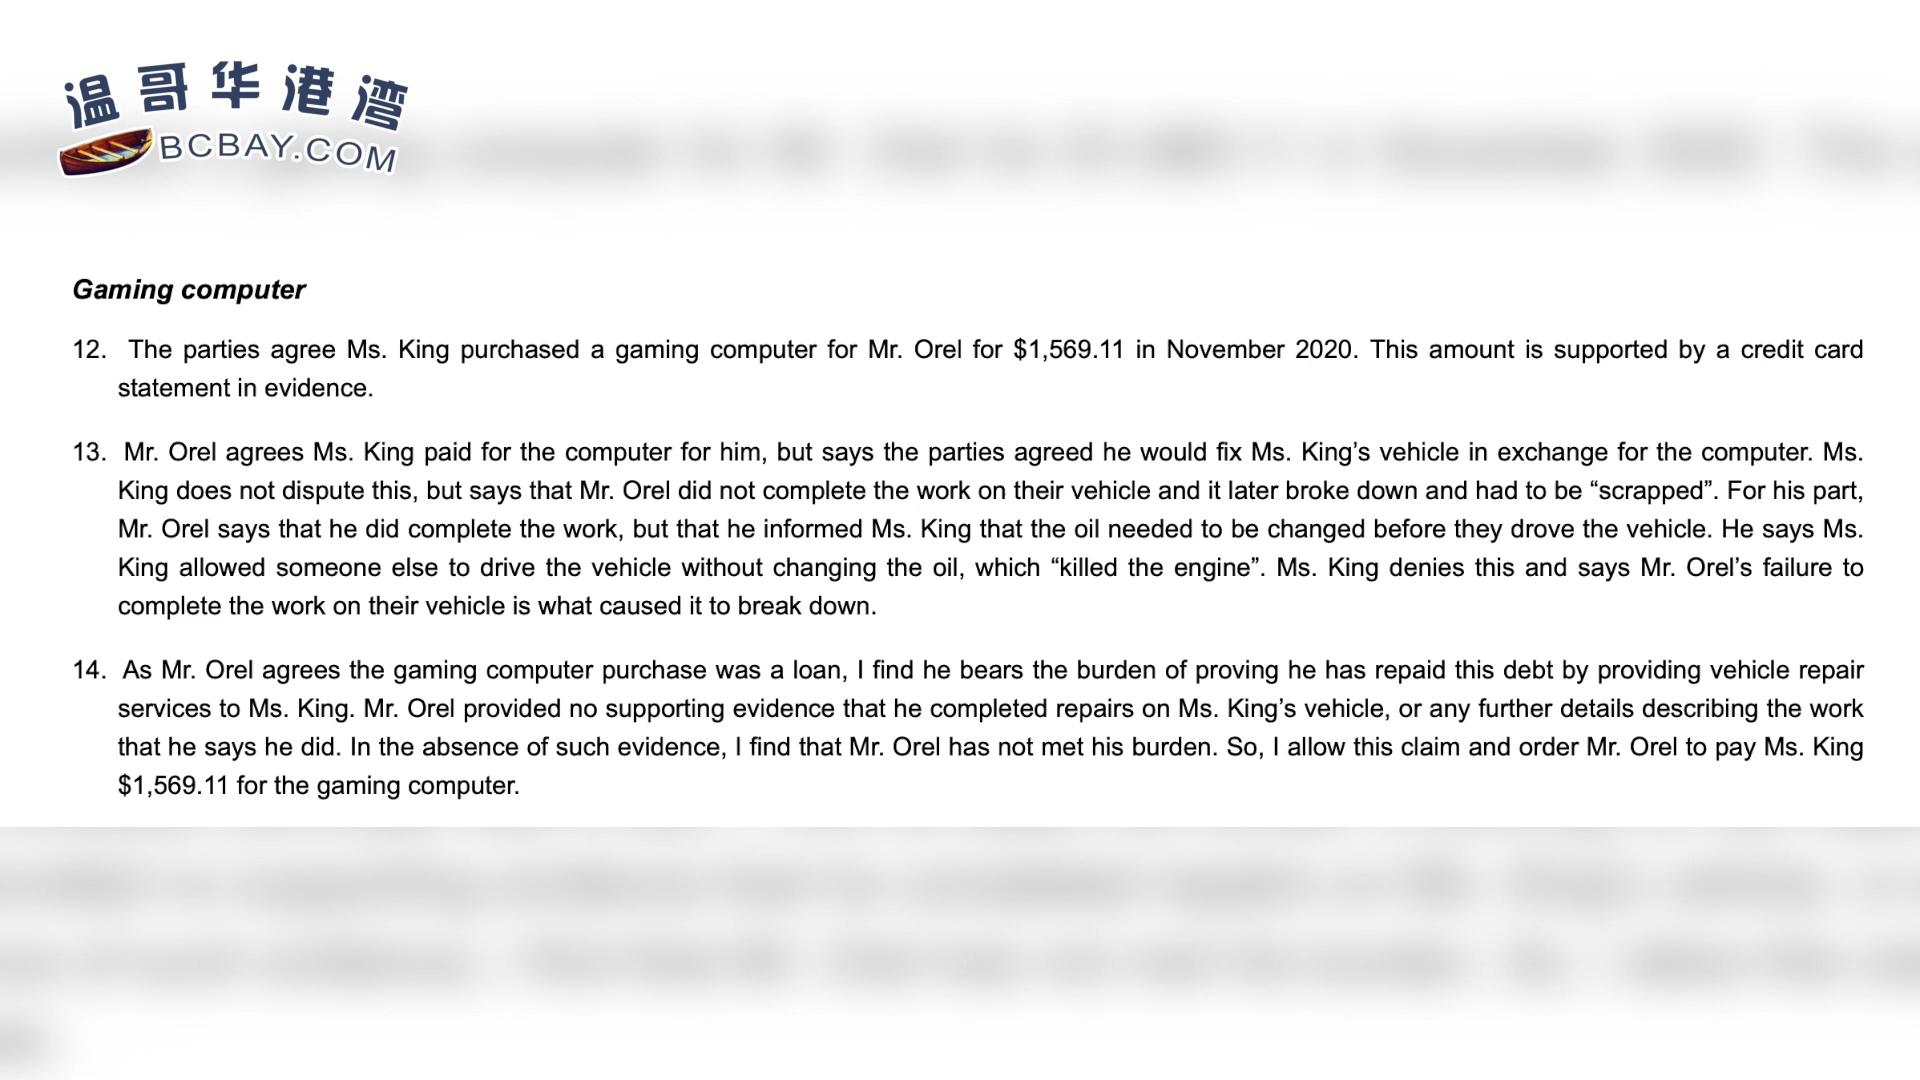 温哥华港湾
BCBAY.COM
Gaming computer
12. The parties agree Ms. King purchased a gaming computer for Mr. Orel for $1,569.11 in November 2020. This amount is supported by a credit card
statement in evidence.
13. Mr. Orel agrees Ms. King paid for the computer for him, but says the parties agreed he would fix Ms. King’s vehicle in exchange for the computer. Ms.
King does not dispute this, but says that Mr. Orel did not complete the work on their vehicle and it later broke down and had to be “scrapped”. For his part,
Mr. Orel says that he did complete the work, but that he informed Ms. King that the oil needed to be changed before they drove the vehicle. He says Ms.
King allowed someone else to drive the vehicle without changing the oil, which “killed the engine”. Ms. King denies this and says Mr. Orel’s failure to
complete the work on their vehicle is what caused it to break down.
14. As Mr. Orel agrees the gaming computer purchase was a loan, I find he bears the burden of proving he has repaid this debt by providing vehicle repair
services to Ms. King. Mr. Orel provided no supporting evidence that he completed repairs on Ms. King’s vehicle, or any further details describing the work
that he says he did. In the absence of such evidence, I find that Mr. Orel has not met his burden. So, I allow this claim and order Mr. Orel to pay Ms. King
$1,569.11 for the gaming computer.